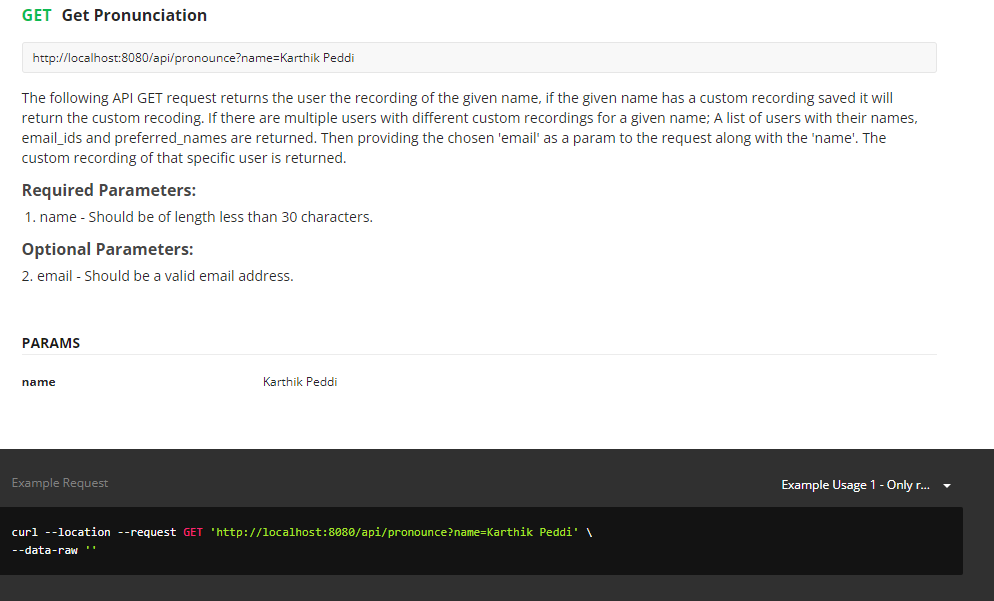 GET Get Pronunciation
http://localhost:8080/api/pronounce?name=Karthik Peddi
The following API GET request returns the user the recording of the given name, if the given name has a custom recording saved it will
return the custom recoding. If there are multiple users with different custom recordings for a given name; A list of users with their names,
email_ids and preferred_names are returned. Then providing the chosen 'email' as a param to the request along with the 'name'. The
custom recording of that specific user is returned.
Required Parameters:
1. name - Should be of length less than 30 characters.
Optional Parameters:
2. email - Should be a valid email address.
PARAMS
name Karthik Peddi
Example Request Example Usage 1 - Only r...
curl --location --request GET 'http://localhost:8080/api/pronounce?name=Karthik Peddi' \
--data-raw ''